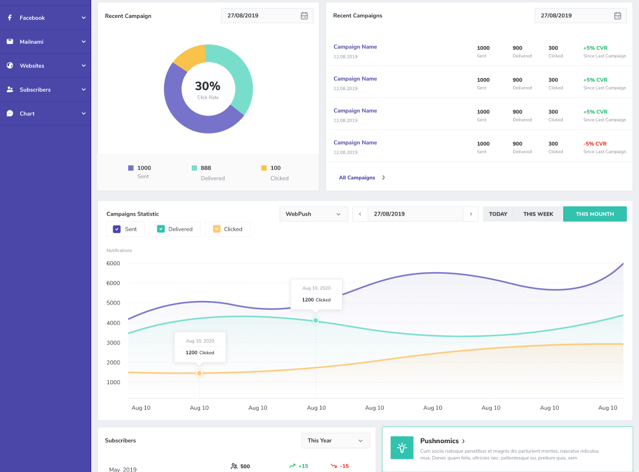 Facebook
Mailnami
Websites
Subscribers
Chart
Recent Campaign
27/08/2019
30%
Click Rate
1000
Sent
888
Delivered
100
Clicked
Recent Campaigns
27/08/2019
Campaign Name 1000 900 300 +5% CVR
12.08.2019 Sent Delivered Clicked Since Last Campaign
Campaign Name 1000 900 300 +5% CVR
12.08.2019 Sent Delivered Clicked Since Last Campaign
Campaign Name 1000 900 300 +5% CVR
12.08.2019 Sent Delivered Clicked Since Last Campaign
Campaign Name 1000 900 300 -5% CVR
12.08.2019 Sent Delivered Clicked Since Last Campaign
All Campaigns >
Campaigns Statistic
WebPush < 27/08/2019 > TODAY THIS WEEK THIS MOUNTH
Sent Delivered Clicked
Notifications
6000
6000
5000
4000
3000
2000
1000
Aug 10, 2020
1200 Clicked
Aug 10, 2020
1200 Clicked
Aug 10 Aug 10 Aug 10 Aug 10 Aug 10 Aug 10 Aug 10 Aug 10 Aug 10
Subscribers
This Year
May 2019 500 +15 -15
Pushnomics >
Cum sociis natoque penatibus et magnis dis parturient montes, nascetur ridiculus
mus. Donec quam felis, ultricies nec, pellentesque eu, pretium quis, sem